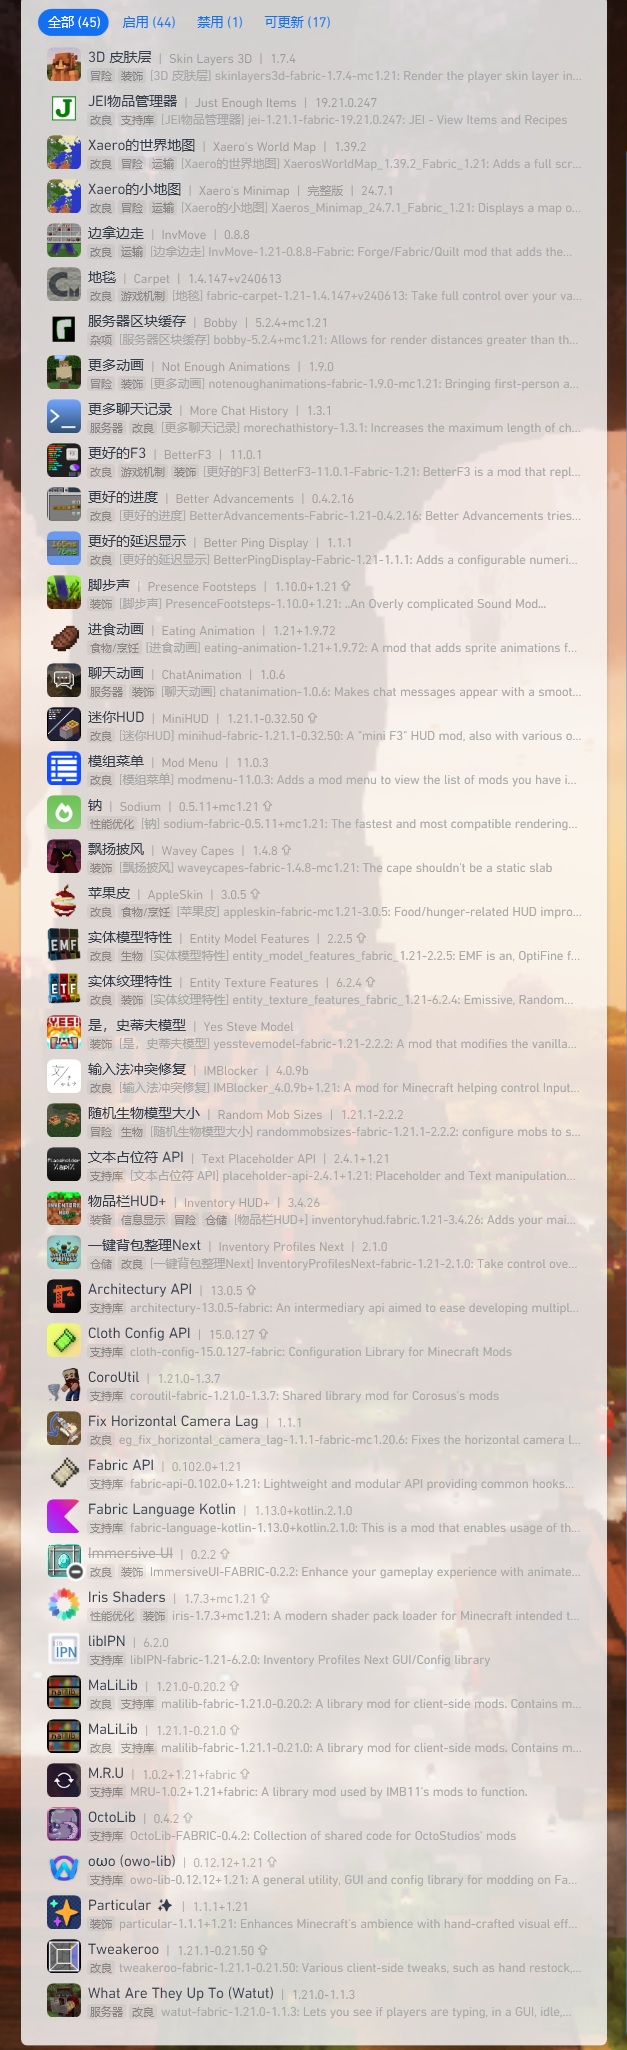 全部 (45) 启用 (44) 禁用 (1) 可更新 (17)
3D 皮肤层 | Skin Layers 3D | 1.7.4
冒险 装饰 [3D 皮肤层] skinlayers3d-fabric-1.7.4-mc1.21: Render the player skin layer in...
JEI物品管理器 | Just Enough Items | 19.21.0.247
改良 支持库 [JEI物品管理器] jei-1.21.1-fabric-19.21.0.247: JEI - View Items and Recipes
Xaero的世界地图 | Xaero's World Map | 1.39.2
改良 冒险 运输 [Xaero的世界地图] XaerosWorldMap_1.39.2_Fabric_1.21: Adds a full scr...
Xaero的小地图 | Xaero's Minimap | 完整版 | 24.7.1
改良 冒险 运输 [Xaero的小地图] Xaeros_Minimap_24.7.1_Fabric_1.21: Displays a map o...
边拿边走 | InvMove | 0.8.8
改良 运输 [边拿边走] InvMove-1.21-0.8.8-Fabric: Forge/Fabric/Quilt mod that adds the...
地毯 | Carpet | 1.4.147+v240613
改良 游戏机制 [地毯] fabric-carpet-1.21-1.4.147+v240613: Take full control over your va...
服务器区块缓存 | Bobby | 5.2.4+mc1.21
杂项 [服务器区块缓存] bobby-5.2.4+mc1.21: Allows for render distances greater than th...
更多动画 | Not Enough Animations | 1.9.0
冒险 装饰 [更多动画] notenoughanimations-fabric-1.9.0-mc1.21: Bringing first-person a...
更多聊天记录 | More Chat History | 1.3.1
服务器 改良 [更多聊天记录] morechathistory-1.3.1: Increases the maximum length of ch...
更好的F3 | BetterF3 | 11.0.1
改良 游戏机制 装饰 [更好的F3] BetterF3-11.0.1-Fabric-1.21: BetterF3 is a mod that repl...
更好的进度 | Better Advancements | 0.4.2.16
改良 [更好的进度] BetterAdvancements-Fabric-1.21-0.4.2.16: Better Advancements tries...
更好的延迟显示 | Better Ping Display | 1.1.1
改良 [更好的延迟显示] BetterPingDisplay-Fabric-1.21-1.1.1: Adds a configurable numeri...
脚步声 | Presence Footsteps | 1.10.0+1.21 ⇧
装饰 [脚步声] PresenceFootsteps-1.10.0+1.21: ..An Overly complicated Sound Mod...
进食动画 | Eating Animation | 1.21+1.9.72
食物/烹饪 [进食动画] eating-animation-1.21+1.9.72: A mod that adds sprite animations f...
聊天动画 | ChatAnimation | 1.0.6
服务器 装饰 [聊天动画] chatanimation-1.0.6: Makes chat messages appear with a smoot...
迷你HUD | MiniHUD | 1.21.1-0.32.50 ⇧
改良 [迷你HUD] minihud-fabric-1.21.1-0.32.50: A "mini F3" HUD mod, also with various o...
模组菜单 | Mod Menu | 11.0.3
改良 [模组菜单] modmenu-11.0.3: Adds a mod menu to view the list of mods you have i...
钠 | Sodium | 0.5.11+mc1.21 ⇧
性能优化 [钠] sodium-fabric-0.5.11+mc1.21: The fastest and most compatible rendering...
飘扬披风 | Wavey Capes | 1.4.8 ⇧
装饰 [飘扬披风] waveycapes-fabric-1.4.8-mc1.21: The cape shouldn't be a static slab
苹果皮 | AppleSkin | 3.0.5 ⇧
改良 食物/烹饪 [苹果皮] appleskin-fabric-mc1.21-3.0.5: Food/hunger-related HUD impro...
EMF
实体模型特性 | Entity Model Features | 2.2.5 ⇧
改良 生物 [实体模型特性] entity_model_features_fabric_1.21-2.2.5: EMF is an, OptiFine f...
ETF
实体纹理特性 | Entity Texture Features | 6.2.4 ⇧
改良 装饰 [实体纹理特性] entity_texture_features_fabric_1.21-6.2.4: Emissive, Random...
YES!
是，史蒂夫模型 | Yes Steve Model
装饰 [是，史蒂夫模型] yesstevemodel-fabric-1.21-2.2.2: A mod that modifies the vanilla...
输入法冲突修复 | IMBlocker | 4.0.9b
改良 [输入法冲突修复] IMBlocker_4.0.9b+1.21: A mod for Minecraft helping control Input...
随机生物模型大小 | Random Mob Sizes | 1.21.1-2.2.2
冒险 生物 [随机生物模型大小] randommobsizes-fabric-1.21.1-2.2.2: configure mobs to s...
文本占位符 API | Text Placeholder API | 2.4.1+1.21
支持库 [文本占位符 API] placeholder-api-2.4.1+1.21: Placeholder and Text manipulation...
物品栏HUD+ | Inventory HUD+ | 3.4.26
装备 信息显示 冒险 仓储 [物品栏HUD+] inventoryhud.fabric.1.21-3.4.26: Adds your mai...
一键背包整理Next | Inventory Profiles Next | 2.1.0
仓储 改良 [一键背包整理Next] InventoryProfilesNext-fabric-1.21-2.1.0: Take control ove...
Architectury API | 13.0.5 ⇧
支持库 architectury-13.0.5-fabric: An intermediary api aimed to ease developing multipl...
Cloth Config API | 15.0.127 ⇧
支持库 cloth-config-15.0.127-fabric: Configuration Library for Minecraft Mods
CoroUtil | 1.21.0-1.3.7
支持库 coroutil-fabric-1.21.0-1.3.7: Shared library mod for Corosus's mods
Fix Horizontal Camera Lag | 1.1.1
改良 eg_fix_horizontal_camera_lag-1.1.1-fabric-mc1.20.6: Fixes the horizontal camera l...
Fabric API | 0.102.0+1.21
支持库 fabric-api-0.102.0+1.21: Lightweight and modular API providing common hooks...
Fabric Language Kotlin | 1.13.0+kotlin.2.1.0
支持库 fabric-language-kotlin-1.13.0+kotlin.2.1.0: This is a mod that enables usage of th...
Immersive UI | 0.2.2 ⇧
改良 装饰 ImmersiveUI-FABRIC-0.2.2: Enhance your gameplay experience with animate...
Iris Shaders | 1.7.3+mc1.21 ⇧
性能优化 装饰 iris-1.7.3+mc1.21: A modern shader pack loader for Minecraft intended t...
lib IPN
libIPN | 6.2.0
支持库 libIPN-fabric-1.21-6.2.0: Inventory Profiles Next GUI/Config library
MaLiLib | 1.21.0-0.20.2 ⇧
改良 支持库 malilib-fabric-1.21.0-0.20.2: A library mod for client-side mods. Contains m...
MaLiLib | 1.21.1-0.21.0 ⇧
改良 支持库 malilib-fabric-1.21.1-0.21.0: A library mod for client-side mods. Contains m...
M.R.U | 1.0.2+1.21+fabric ⇧
支持库 MRU-1.0.2+1.21+fabric: A library mod used by IMB11's mods to function.
OctoLib | 0.4.2 ⇧
支持库 OctoLib-FABRIC-0.4.2: Collection of shared code for OctoStudios' mods
oωo (owo-lib) | 0.12.12+1.21 ⇧
支持库 owo-lib-0.12.12+1.21: A general utility, GUI and config library for modding on Fa...
Particular ✨ | 1.1.1+1.21
装饰 particular-1.1.1+1.21: Enhances Minecraft's ambience with hand-crafted visual eff...
Tweakeroo | 1.21.1-0.21.50 ⇧
改良 tweakeroo-fabric-1.21.1-0.21.50: Various client-side tweaks, such as hand restock,...
What Are They Up To (Watut) | 1.21.0-1.1.3
服务器 改良 watut-fabric-1.21.0-1.1.3: Lets you see if players are typing, in a GUI, idle,...